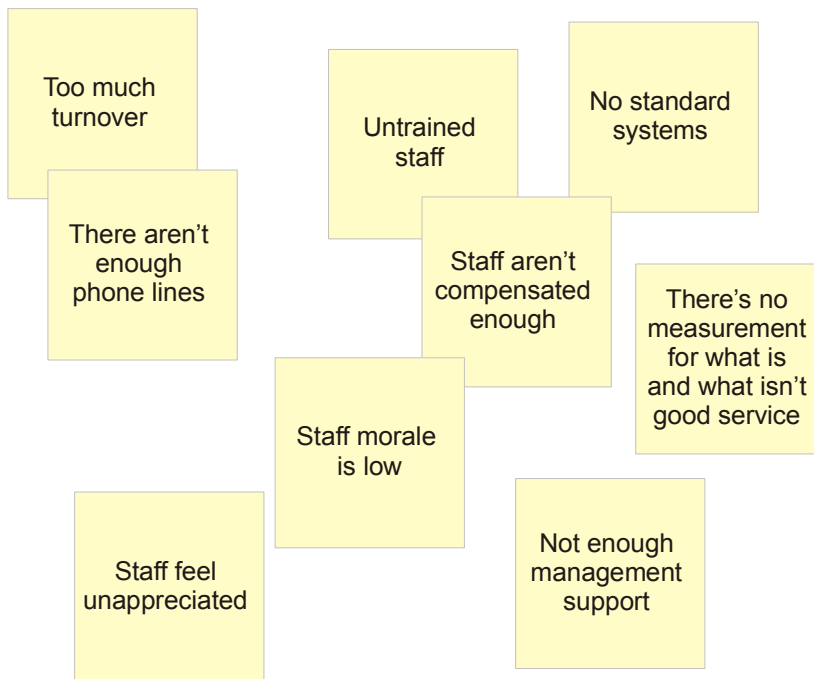 Too much
turnover
Untrained
staff
No standard
systems
There aren’t
enough
phone lines
Staff aren’t
compensated
enough
There’s no
measurement
for what is
and what isn’t
good service
Staff morale
is low
Staff feel
unappreciated
Not enough
management
support